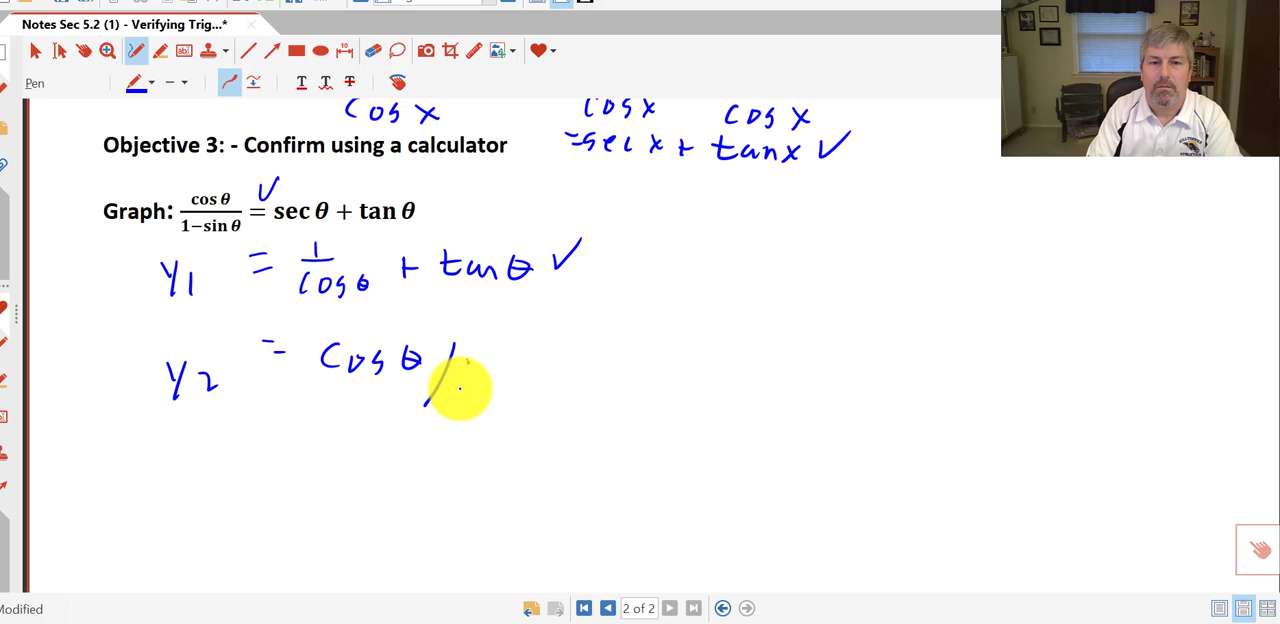 Notes Sec 5.2 (1) - Verifying Trig...*
Pen
cos x cos x cos x
Objective 3: - Confirm using a calculator
= sec x + tan x ✓
Graph: cos θ / 1−sin θ = sec θ + tan θ ✓
y1 = 1/cos θ + tan θ ✓
y2 = cos θ /
Modified
2 of 2